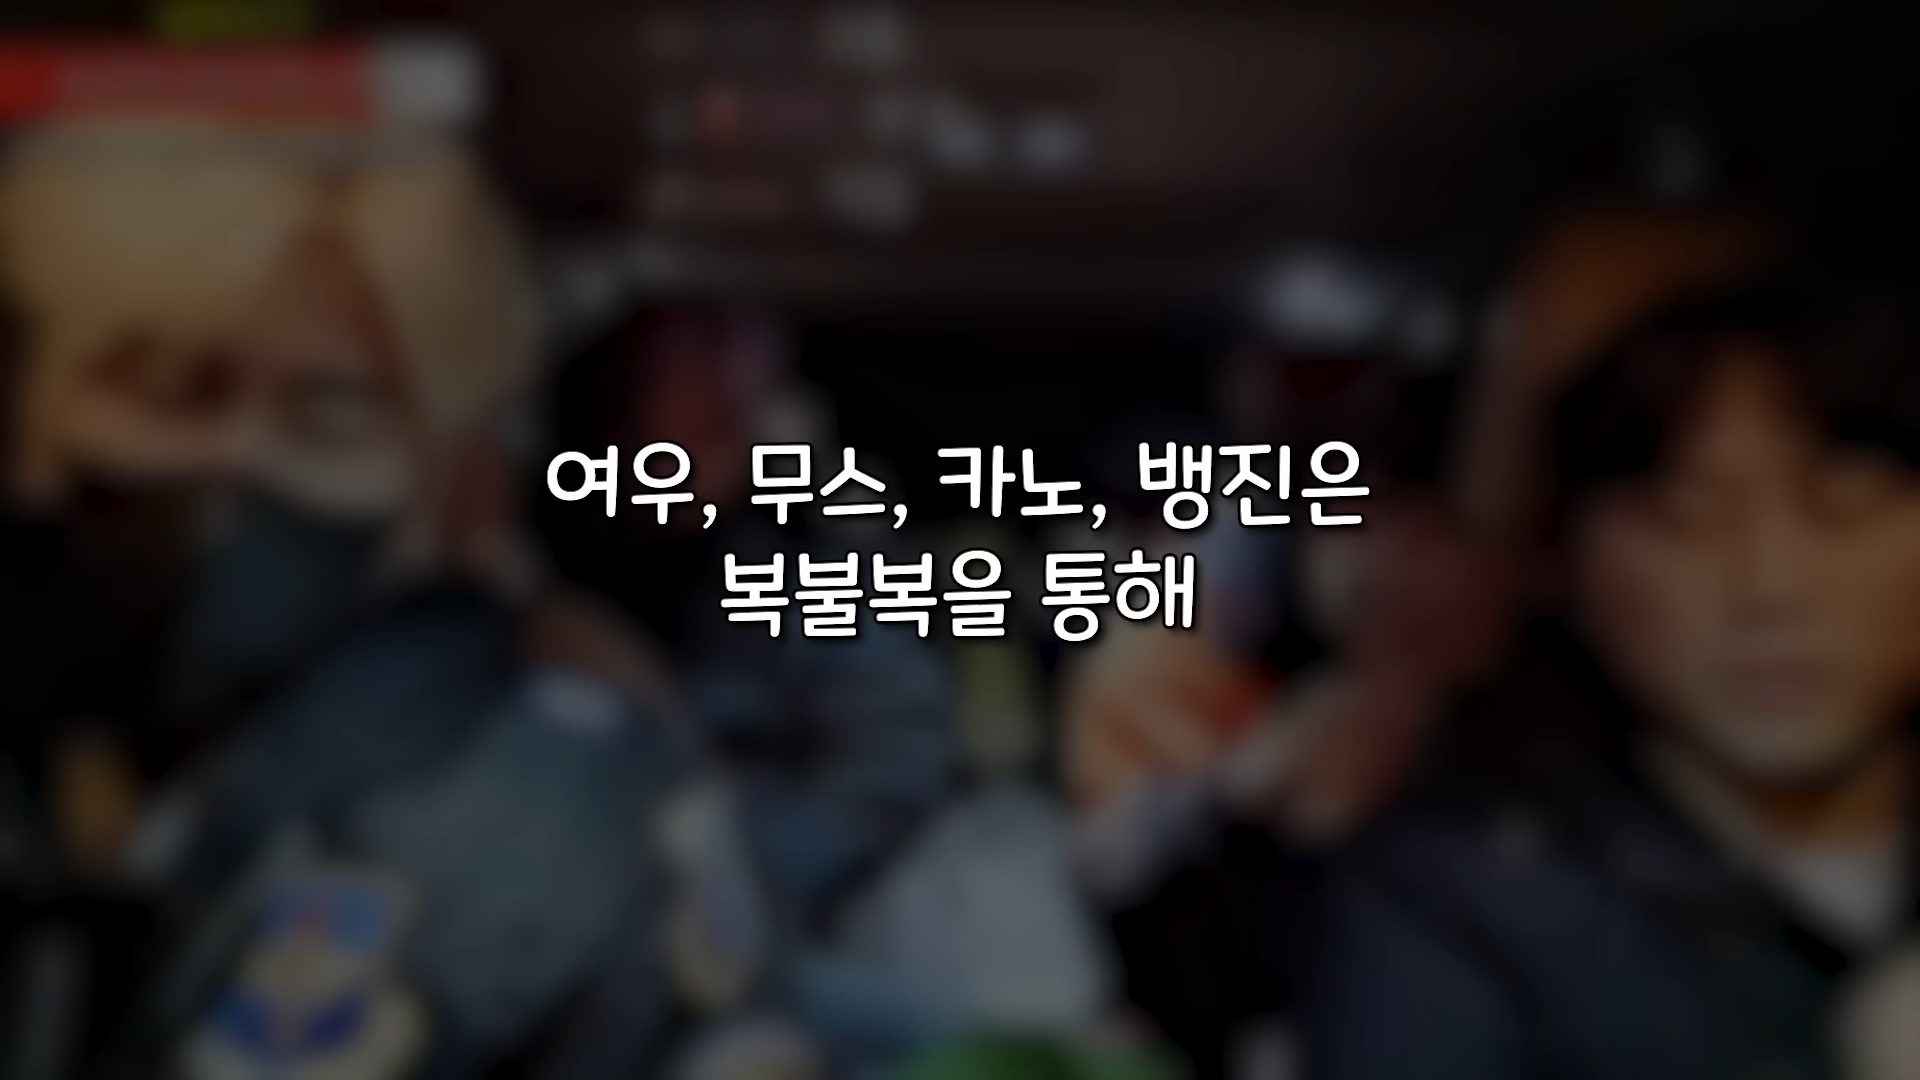 여우, 무스, 카노, 뱅진은
복불복을 통해